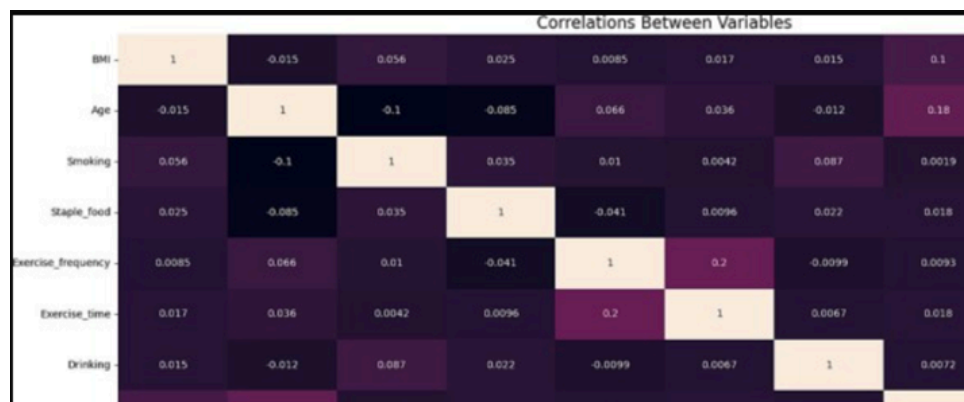 Correlations Between Variables
BMI 1 -0.015 0.056 0.025 0.0085 0.017 0.015 0.1
Age -0.015 1 -0.1 -0.085 0.066 0.036 -0.012 0.18
Smoking 0.056 -0.1 1 0.035 0.01 0.0042 0.087 0.0019
Staple_food 0.025 -0.085 0.035 1 -0.041 0.0096 0.022 0.018
Exercise_frequency 0.0085 0.066 0.01 -0.041 1 0.2 -0.0099 0.0093
Exercise_time 0.017 0.036 0.0042 0.0096 0.2 1 0.0067 0.018
Drinking 0.015 -0.012 0.087 0.022 -0.0099 0.0067 1 0.0072